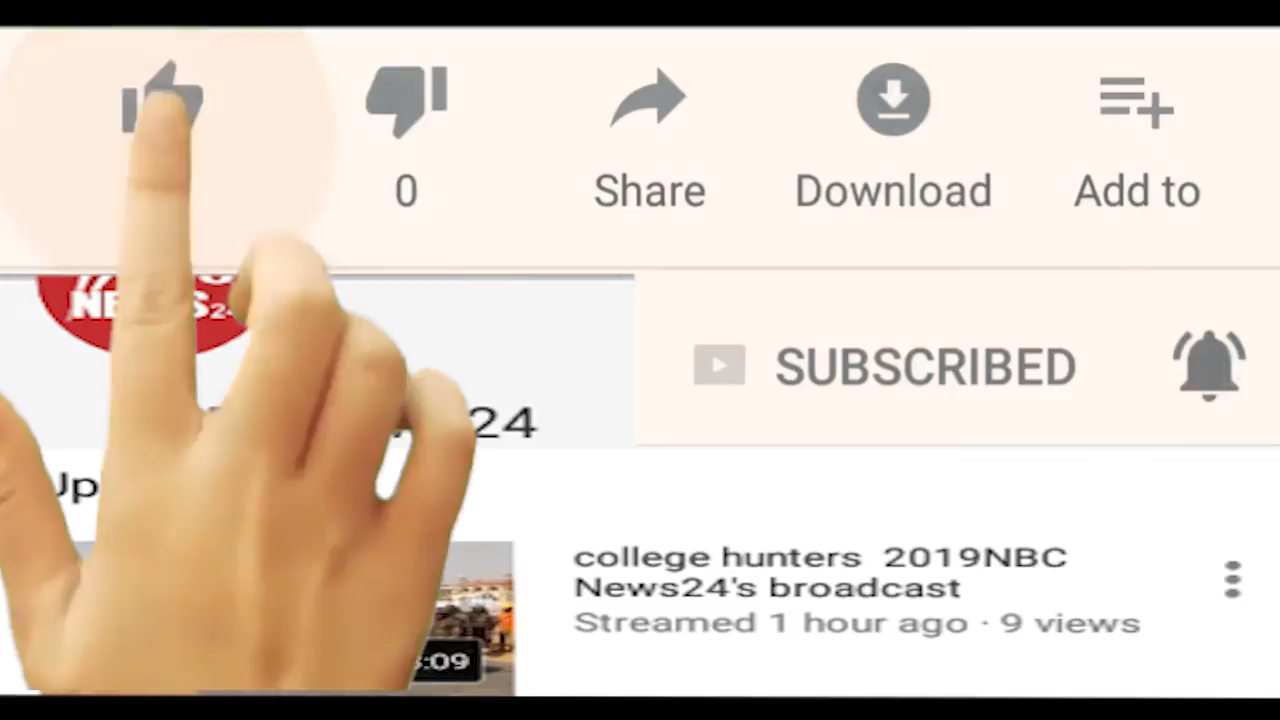 0
Share
Download
Add to
SUBSCRIBED
24
college hunters 2019NBC
News24's broadcast
Streamed 1 hour ago · 9 views
:09